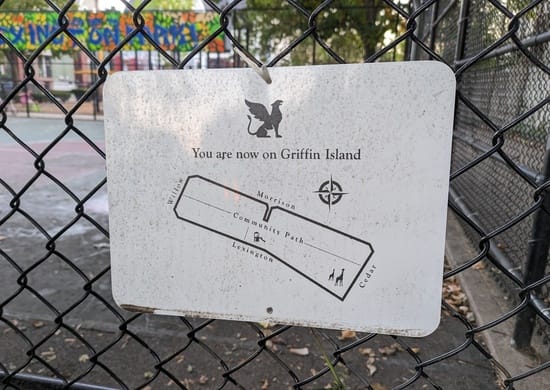 You are now on Griffin Island
Willow
Morrison
Community Path
Lexington
Cedar